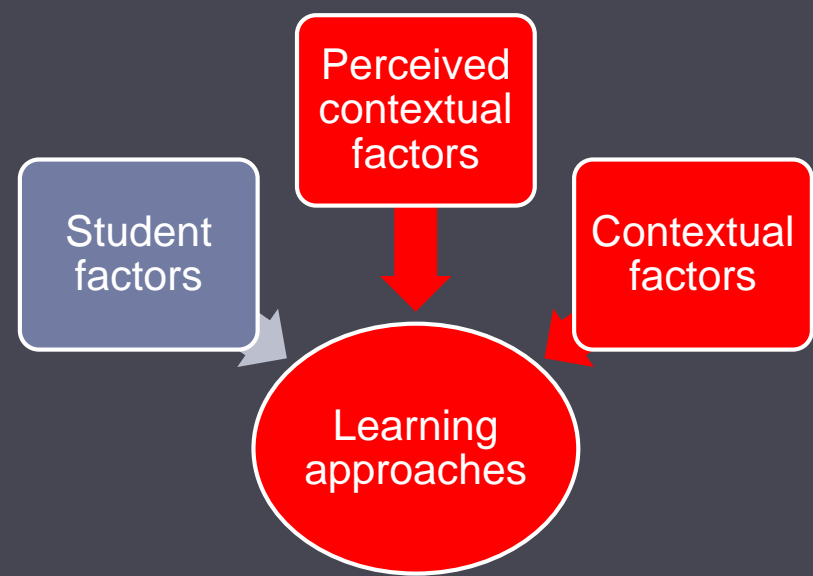 Perceived
contextual
factors
Student
factors
Contextual
factors
Learning
approaches